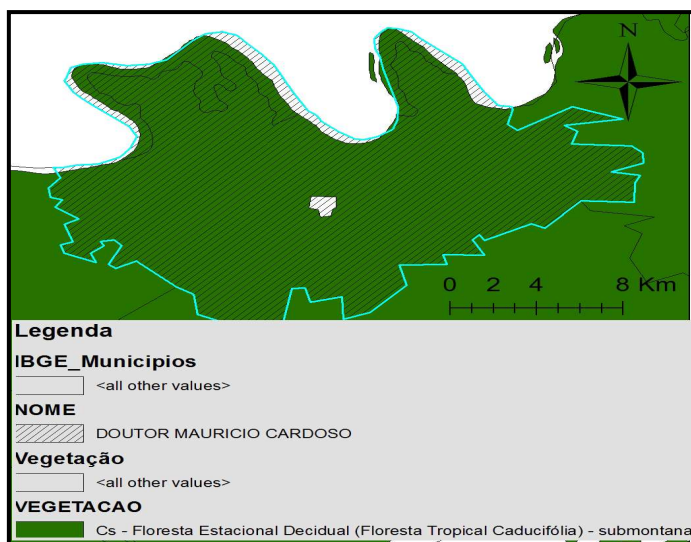 N
0 2 4 8 Km
Legenda
IBGE_Municipios
<all other values>
NOME
DOUTOR MAURICIO CARDOSO
Vegetação
<all other values>
VEGETACAO
Cs - Floresta Estacional Decidual (Floresta Tropical Caducifólia) - submontana